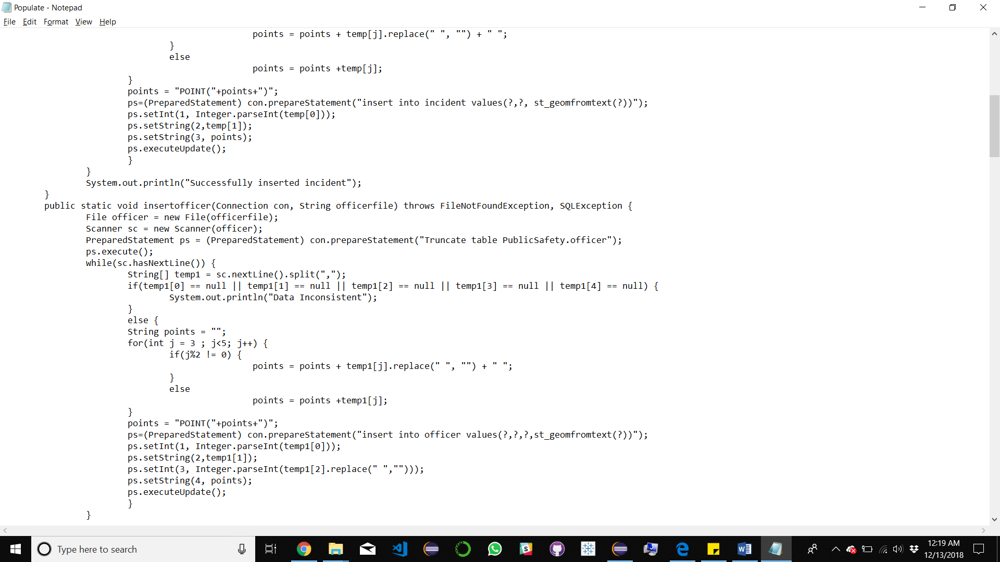 Populate - Notepad
File Edit Format View Help
points = points + temp[j].replace(" ", "") + " ";
}
else
points = points +temp[j];
}
points = "POINT("+points+")";
ps=(PreparedStatement) con.prepareStatement("insert into incident values(?,?, st_geomfromtext(?))");
ps.setInt(1, Integer.parseInt(temp[0]));
ps.setString(2,temp[1]);
ps.setString(3, points);
ps.executeUpdate();
}
}
System.out.println("Successfully inserted incident");
}
public static void insertofficer(Connection con, String officerfile) throws FileNotFoundException, SQLException {
File officer = new File(officerfile);
Scanner sc = new Scanner(officer);
PreparedStatement ps = (PreparedStatement) con.prepareStatement("Truncate table PublicSafety.officer");
ps.execute();
while(sc.hasNextLine()) {
String[] temp1 = sc.nextLine().split(",");
if(temp1[0] == null || temp1[1] == null || temp1[2] == null || temp1[3] == null || temp1[4] == null) {
System.out.println("Data Inconsistent");
}
else {
String points = "";
for(int j = 3 ; j<5; j++) {
if(j%2 != 0) {
points = points + temp1[j].replace(" ", "") + " ";
}
else
points = points +temp1[j];
}
points = "POINT("+points+")";
ps=(PreparedStatement) con.prepareStatement("insert into officer values(?,?,?,st_geomfromtext(?))");
ps.setInt(1, Integer.parseInt(temp1[0]));
ps.setString(2,temp1[1]);
ps.setInt(3, Integer.parseInt(temp1[2].replace(" ","")));
ps.setString(4, points);
ps.executeUpdate();
}
}
Type here to search
12:19 AM
12/13/2018